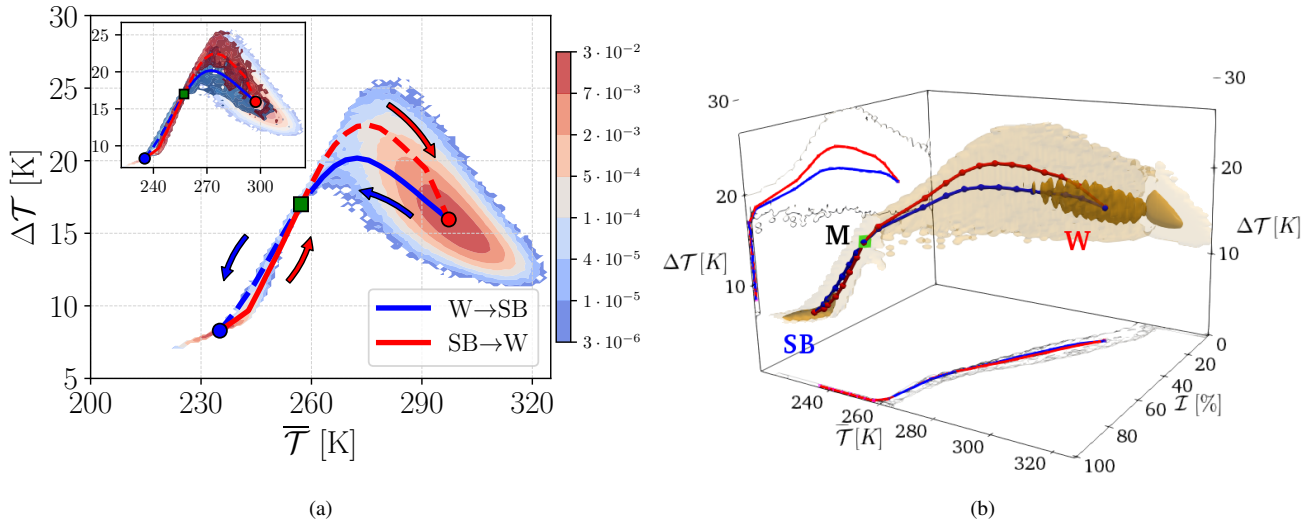 30
25
20
15
10
5
ΔT [K]
25
20
15
10
240
270
300
200
230
260
290
320
T̅ [K]
W→SB
SB→W
3 · 10⁻²
7 · 10⁻³
2 · 10⁻³
5 · 10⁻⁴
1 · 10⁻⁴
4 · 10⁻⁵
1 · 10⁻⁵
3 · 10⁻⁶
(a)
30
20
ΔT [K]
10
M
SB
W
30
20
ΔT [K]
10
0
20
40
I [%]
60
80
100
240
260
T̅ [K]
280
300
320
(b)